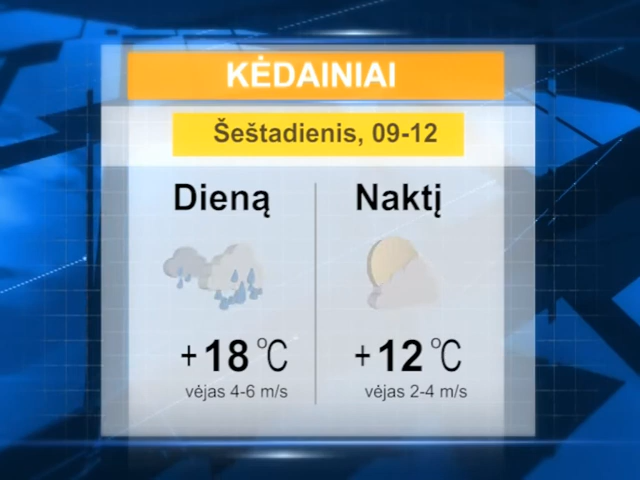 KĖDAINIAI
Šeštadienis, 09-12
Dieną
Naktį
+18 °C
+12 °C
vėjas 4-6 m/s
vėjas 2-4 m/s